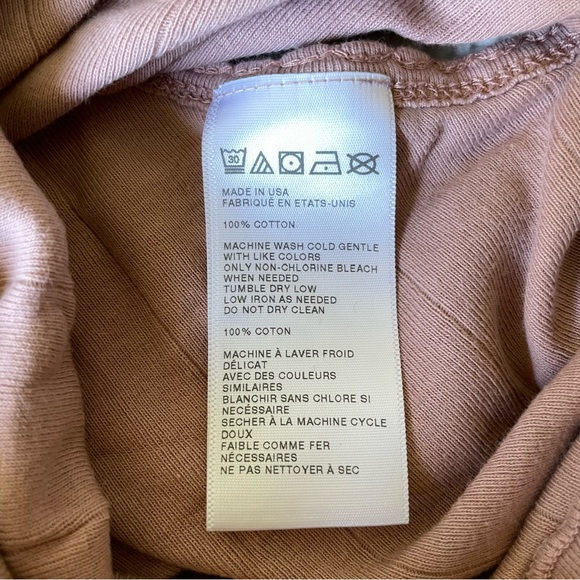 30
MADE IN USA
FABRIQUÉ EN ETATS-UNIS
100% COTTON
MACHINE WASH COLD GENTLE
WITH LIKE COLORS
ONLY NON-CHLORINE BLEACH
WHEN NEEDED
TUMBLE DRY LOW
LOW IRON AS NEEDED
DO NOT DRY CLEAN
100% COTON
MACHINE À LAVER FROID
DÉLICAT
AVEC DES COULEURS
SIMILAIRES
BLANCHIR SANS CHLORE SI
NECÉSSAIRE
SECHER À LA MACHINE CYCLE
DOUX
FAIBLE COMME FER
NÉCESSAIRES
NE PAS NETTOYER À SEC